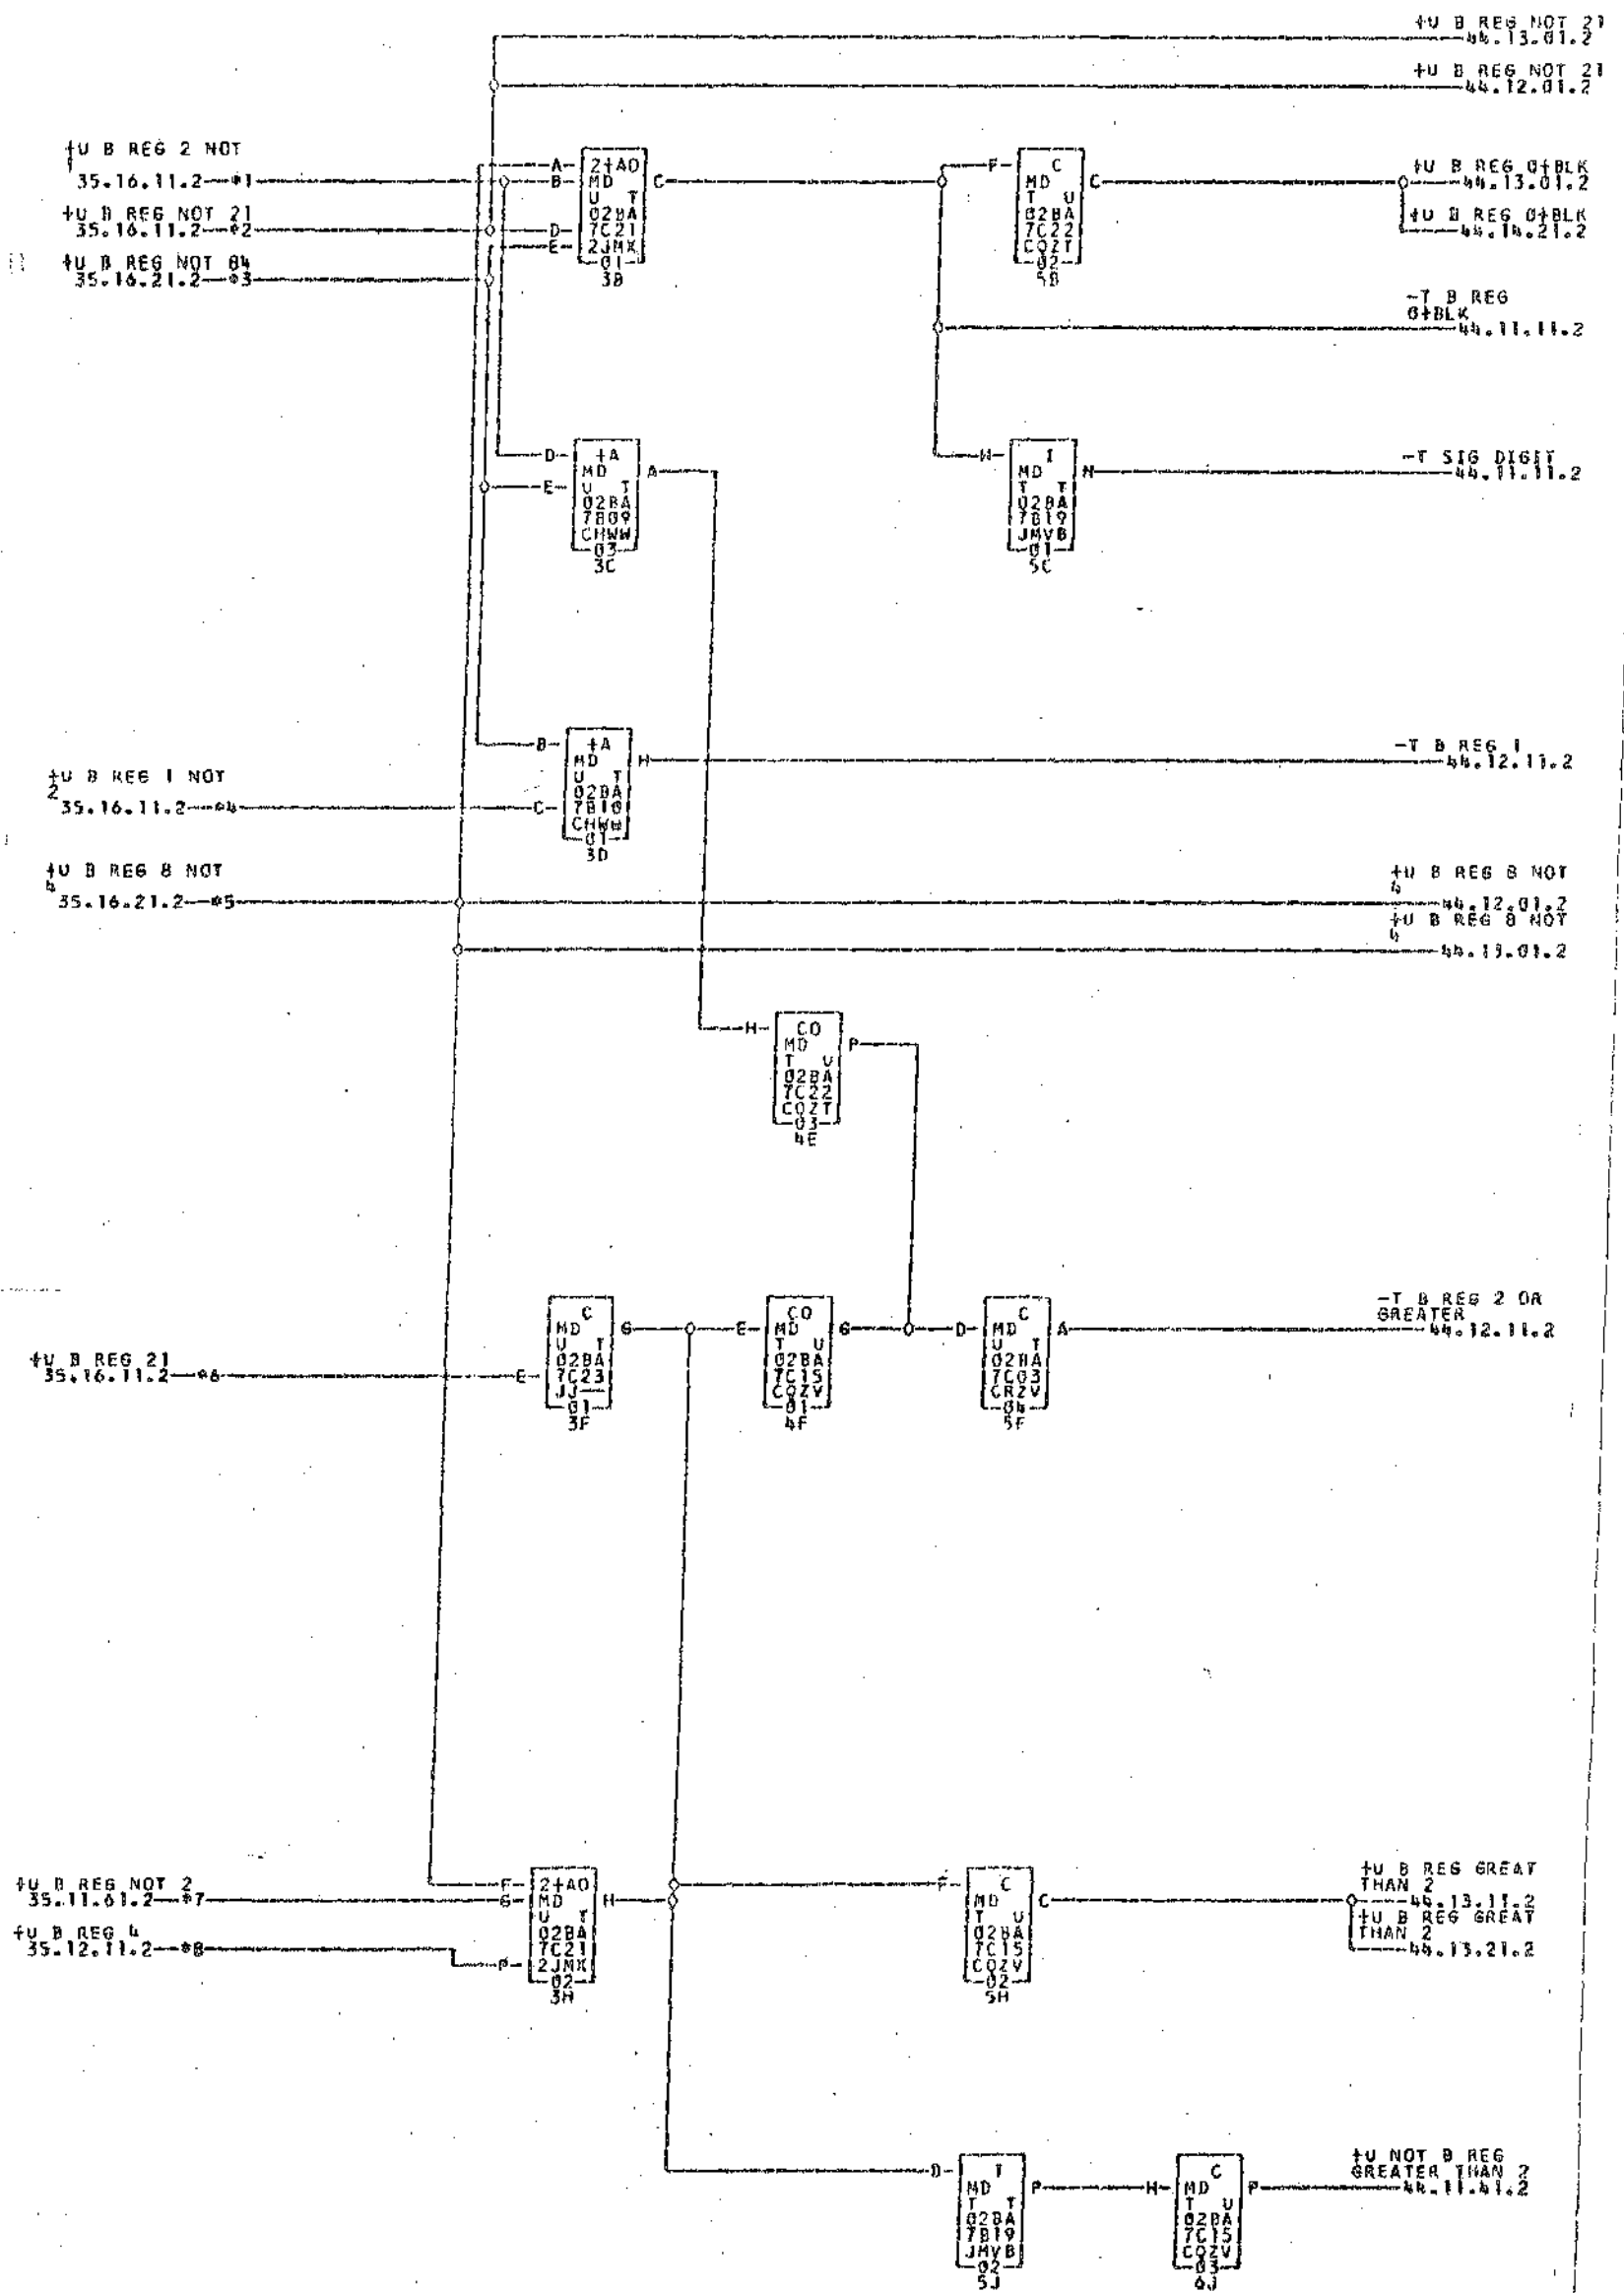 +U B REG NOT 21
44.13.01.2
+U B REG NOT 21
44.12.01.2
+U B REG 2 NOT
1
35.16.11.2—*1
+U B REG NOT 21
35.16.11.2—*2
+U B REG NOT 84
35.16.21.2—*3
A
B
D
E
2+AO
MD
U T
02BA
7C21
2JMX
01
3B
C
F
C
MD
T U
02BA
7C22
CQZT
02
5B
C
+U B REG 0+BLK
44.13.01.2
+U B REG 0+BLK
44.14.21.2
-T B REG
0+BLK
44.11.11.2
D
E
+A
MD
U T
02BA
7B09
CHWW
03
3C
A
W
I
MD
T T
02BA
7B19
JMVB
01
5C
N
-T SIG DIGIT
44.11.11.2
+U B REG 1 NOT
2
35.16.11.2—*4
B
C
+A
MD
U T
02BA
7B10
CHWW
01
3D
H
-T B REG 1
44.12.11.2
+U B REG 8 NOT
4
35.16.21.2—*5
+U B REG 8 NOT
4
44.12.01.2
+U B REG 8 NOT
4
44.13.01.2
H
CO
MD
T U
02BA
7C22
CQZT
03
4E
P
+U B REG 21
35.16.11.2—*6
E
C
MD
U T
02BA
7C23
JJ——
01
3F
G
E
CO
MD
T U
02BA
7C15
CQZV
01
4F
G
D
C
MD
U T
02BA
7C03
CRZV
04
5F
A
-T B REG 2 OR
GREATER
44.12.11.2
+U B REG NOT 2
35.11.61.2—*7
+U B REG 4
35.12.11.2—*8
F
G
P
2+AO
MD
U T
02BA
7C21
2JMX
02
3H
H
F
C
MD
T U
02BA
7C15
CQZV
02
5H
C
+U B REG GREAT
THAN 2
44.13.11.2
+U B REG GREAT
THAN 2
44.13.21.2
D
I
MD
T T
02BA
7B19
JMVB
02
5J
P
H
C
MD
T U
02BA
7C15
CQZV
03
6J
P
+U NOT B REG
GREATER THAN 2
44.11.41.2